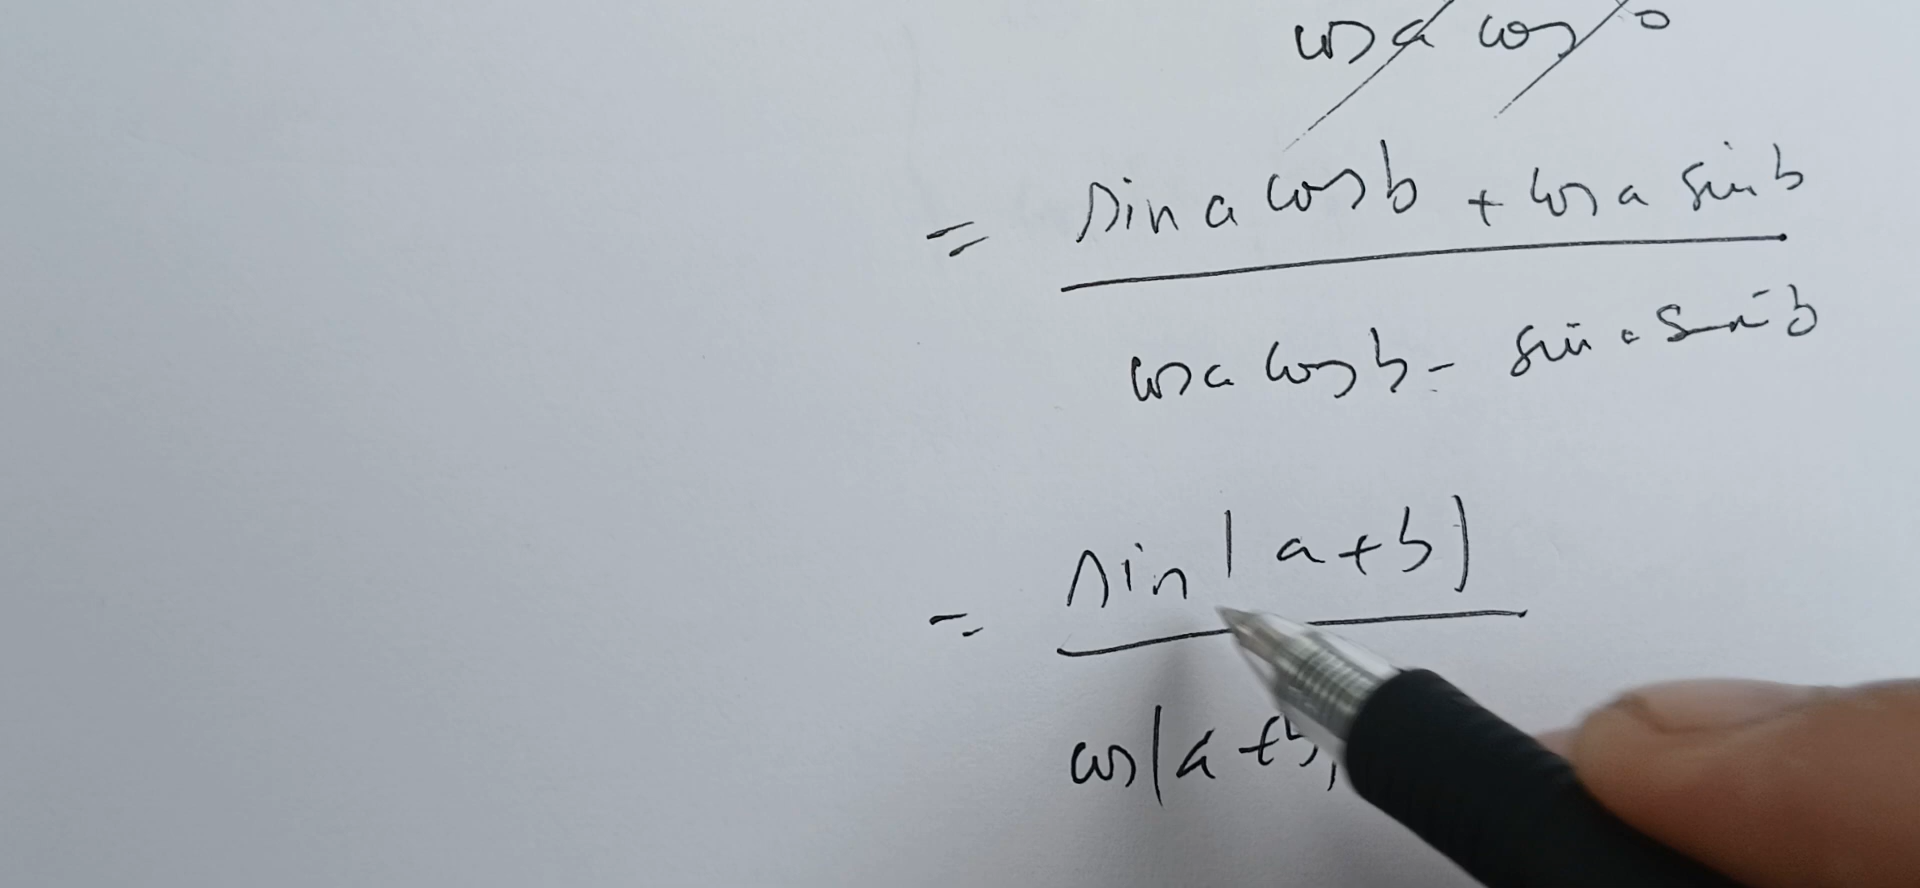 cos a cos b
= sin a cos b + cos a sin b
cos a cos b - sin a sin b
= sin(a+b)
cos(a+b)